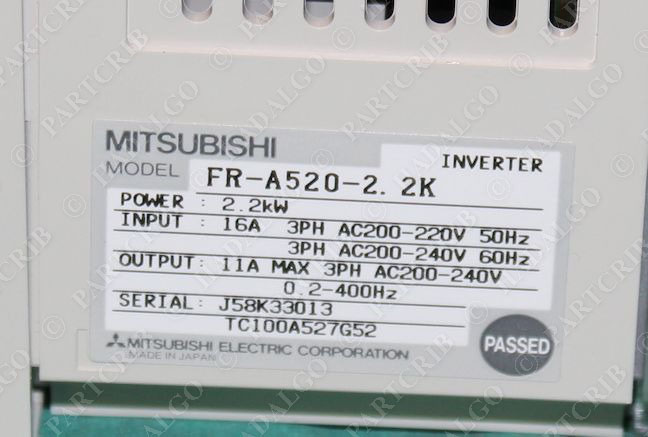 MITSUBISHI
INVERTER
MODEL FR-A520-2.2K
POWER : 2.2kW
INPUT : 16A 3PH AC200-220V 50Hz
3PH AC200-240V 60Hz
OUTPUT: 11A MAX 3PH AC200-240V
0.2-400Hz
SERIAL: J58K33013
TC100A527G52
MITSUBISHI ELECTRIC CORPORATION
MADE IN JAPAN
PASSED
© PARTCRIB
© HADALGO